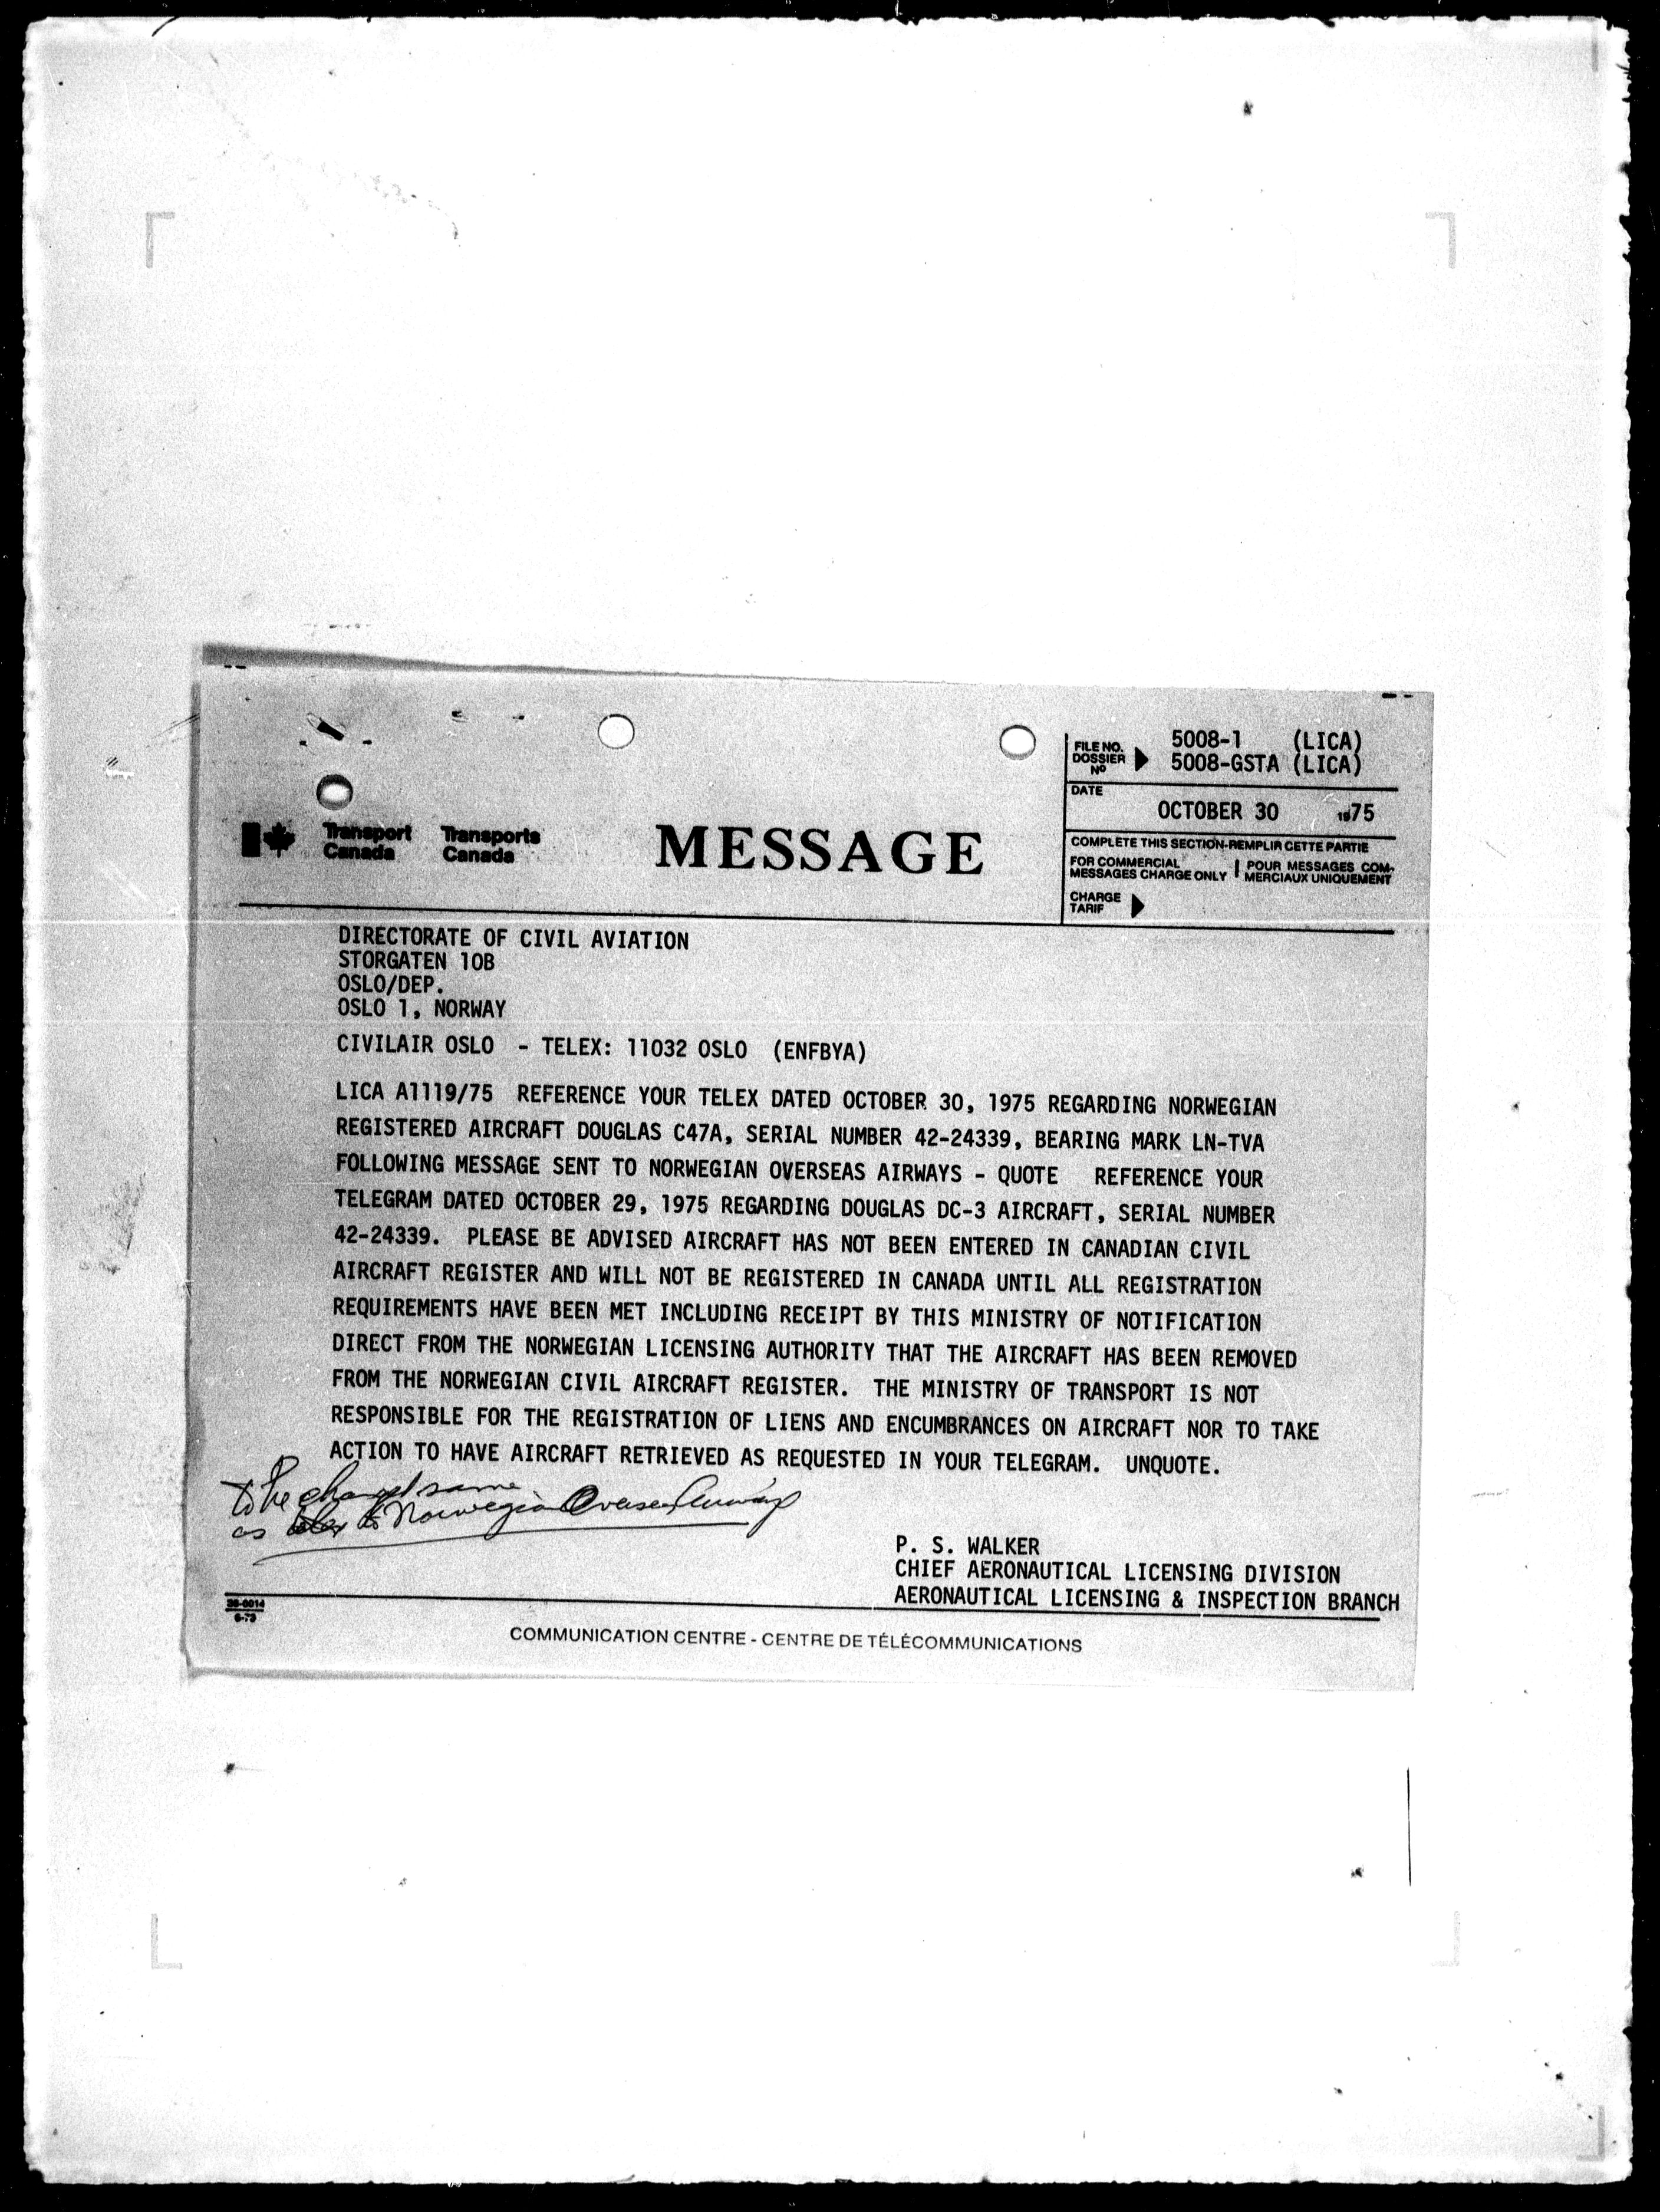 FILE NO.
DOSSIER
Nº
5008-1 (LICA)
5008-GSTA (LICA)
DATE
OCTOBER 30 1975
COMPLETE THIS SECTION-REMPLIR CETTE PARTIE
FOR COMMERCIAL
MESSAGES CHARGE ONLY
POUR MESSAGES COM-
MERCIAUX UNIQUEMENT
CHARGE
TARIF
Transport
Canada
Transports
Canada
MESSAGE
DIRECTORATE OF CIVIL AVIATION
STORGATEN 10B
OSLO/DEP.
OSLO 1, NORWAY
CIVILAIR OSLO - TELEX: 11032 OSLO (ENFBYA)
LICA A1119/75 REFERENCE YOUR TELEX DATED OCTOBER 30, 1975 REGARDING NORWEGIAN
REGISTERED AIRCRAFT DOUGLAS C47A, SERIAL NUMBER 42-24339, BEARING MARK LN-TVA
FOLLOWING MESSAGE SENT TO NORWEGIAN OVERSEAS AIRWAYS - QUOTE REFERENCE YOUR
TELEGRAM DATED OCTOBER 29, 1975 REGARDING DOUGLAS DC-3 AIRCRAFT, SERIAL NUMBER
42-24339. PLEASE BE ADVISED AIRCRAFT HAS NOT BEEN ENTERED IN CANADIAN CIVIL
AIRCRAFT REGISTER AND WILL NOT BE REGISTERED IN CANADA UNTIL ALL REGISTRATION
REQUIREMENTS HAVE BEEN MET INCLUDING RECEIPT BY THIS MINISTRY OF NOTIFICATION
DIRECT FROM THE NORWEGIAN LICENSING AUTHORITY THAT THE AIRCRAFT HAS BEEN REMOVED
FROM THE NORWEGIAN CIVIL AIRCRAFT REGISTER. THE MINISTRY OF TRANSPORT IS NOT
RESPONSIBLE FOR THE REGISTRATION OF LIENS AND ENCUMBRANCES ON AIRCRAFT NOR TO TAKE
ACTION TO HAVE AIRCRAFT RETRIEVED AS REQUESTED IN YOUR TELEGRAM. UNQUOTE.
to be same
as telex to Norwegian Overseas Airways
P. S. WALKER
CHIEF AERONAUTICAL LICENSING DIVISION
AERONAUTICAL LICENSING & INSPECTION BRANCH
6-73
COMMUNICATION CENTRE - CENTRE DE TÉLÉCOMMUNICATIONS